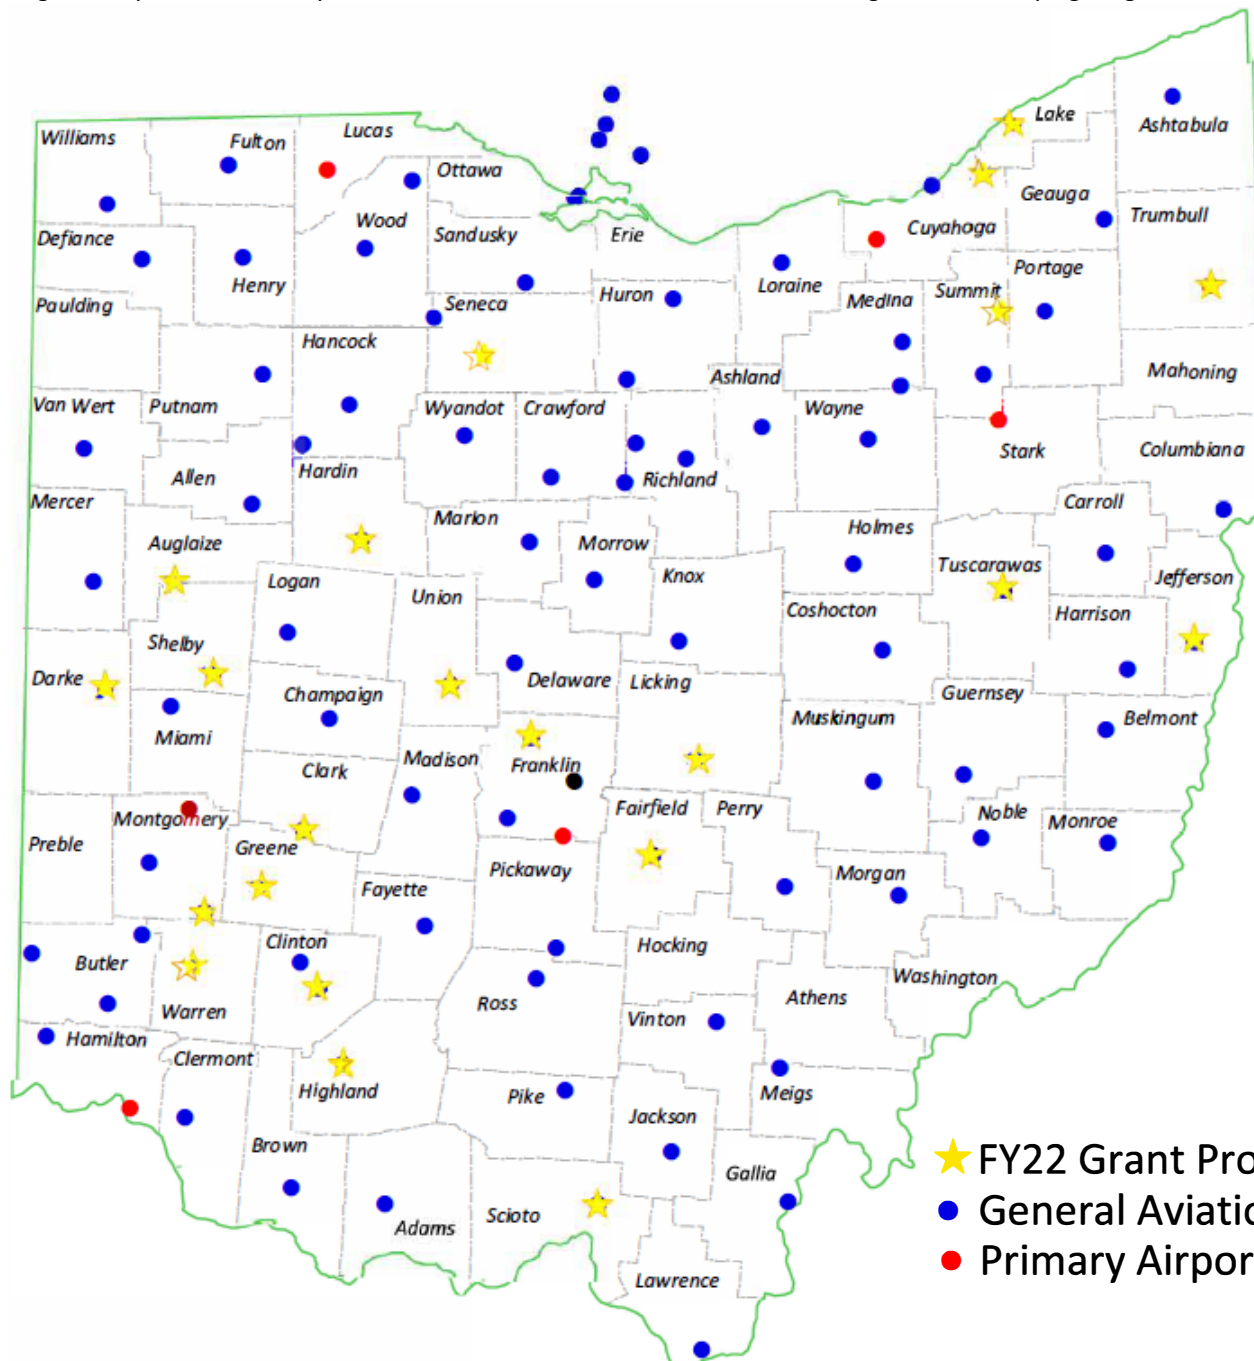 Lake
Ashtabula
Williams
Fulton
Lucas
Ottawa
Geauga
Trumbull
Wood
Defiance
Sandusky
Erie
Cuyahoga
Portage
Henry
Loraine
Summit
Paulding
Seneca
Huron
Medina
Hancock
Ashland
Mahoning
Van Wert
Putnam
Wyandot
Crawford
Wayne
Stark
Columbiana
Allen
Hardin
Richland
Mercer
Carroll
Marion
Holmes
Auglaize
Morrow
Tuscarawas
Jefferson
Logan
Union
Knox
Coshocton
Harrison
Shelby
Darke
Delaware
Licking
Champaign
Guernsey
Muskingum
Belmont
Miami
Clark
Madison
Franklin
Montgomery
Fairfield
Perry
Noble
Monroe
Preble
Greene
Pickaway
Fayette
Morgan
Clinton
Hocking
Butler
Washington
Warren
Ross
Athens
Vinton
Hamilton
Clermont
Highland
Pike
Meigs
Jackson
Brown
Gallia
Scioto
Adams
Lawrence
FY22 Grant Pro
General Aviatio
Primary Airpor